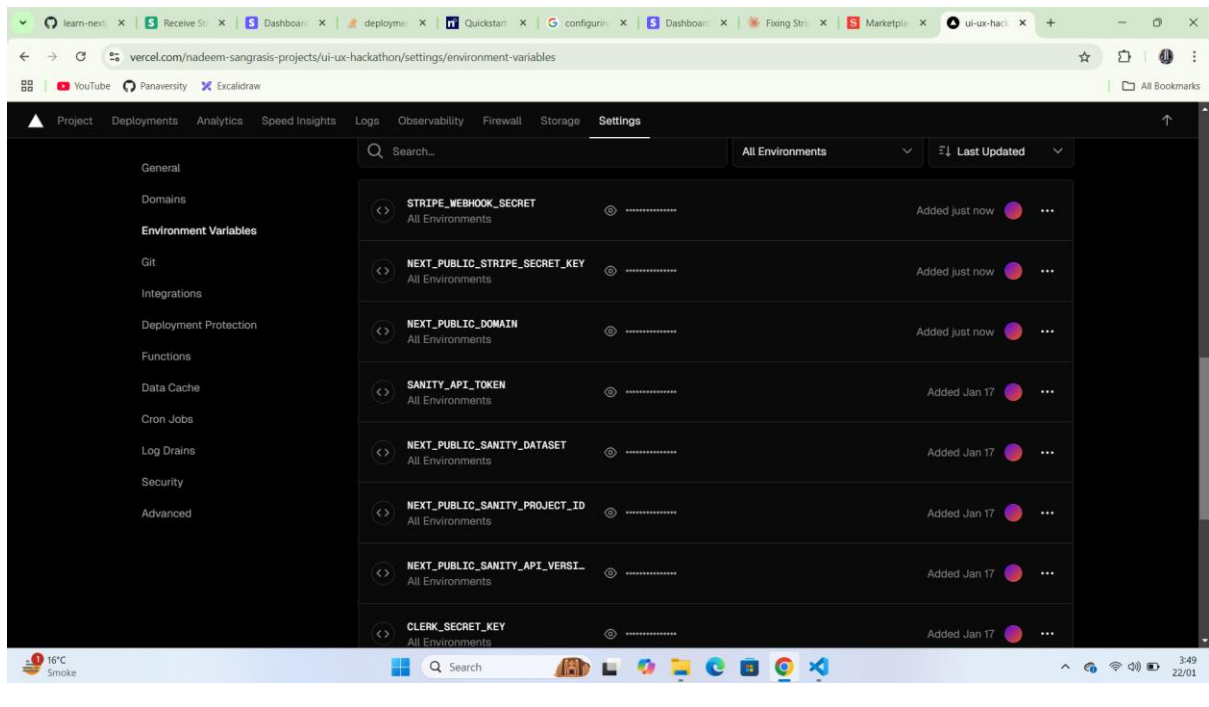 learn-next
Receive St
Dashboard
deployme
Quickstart
configurin
Dashboard
Fixing Stri
Marketpla
ui-ux-hack
vercel.com/nadeem-sangrasis-projects/ui-ux-hackathon/settings/environment-variables
YouTube
Panaversity
Excalidraw
All Bookmarks
Project
Deployments
Analytics
Speed Insights
Logs
Observability
Firewall
Storage
Settings
General
Domains
Environment Variables
Git
Integrations
Deployment Protection
Functions
Data Cache
Cron Jobs
Log Drains
Security
Advanced
Search...
All Environments
Last Updated
STRIPE_WEBHOOK_SECRET
All Environments
Added just now
NEXT_PUBLIC_STRIPE_SECRET_KEY
All Environments
Added just now
NEXT_PUBLIC_DOMAIN
All Environments
Added just now
SANITY_API_TOKEN
All Environments
Added Jan 17
NEXT_PUBLIC_SANITY_DATASET
All Environments
Added Jan 17
NEXT_PUBLIC_SANITY_PROJECT_ID
All Environments
Added Jan 17
NEXT_PUBLIC_SANITY_API_VERSI…
All Environments
Added Jan 17
CLERK_SECRET_KEY
All Environments
Added Jan 17
1
16°C
Smoke
Search
3:49
22/01